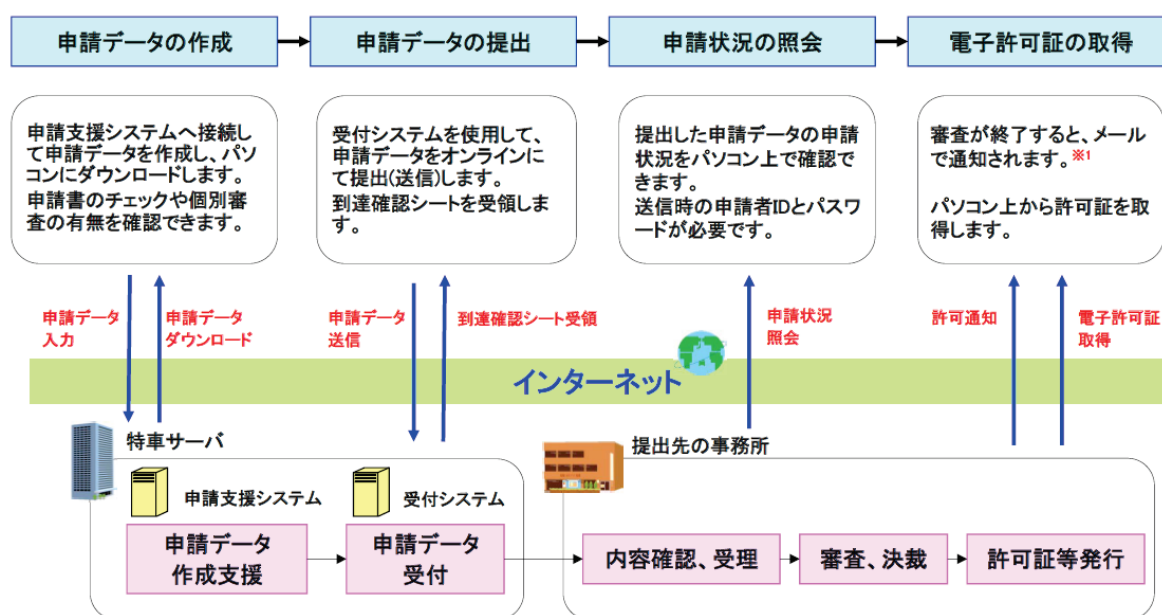 申請データの作成
申請データの提出
申請状況の照会
電子許可証の取得
申請支援システムへ接続し
て申請データを作成し、パソ
コンにダウンロードします。
申請書のチェックや個別審
査の有無を確認できます。
受付システムを使用して、
申請データをオンラインに
て提出(送信)します。
到達確認シートを受領しま
す。
提出した申請データの申請
状況をパソコン上で確認で
きます。
送信時の申請者IDとパスワ
ードが必要です。
審査が終了すると、メール
で通知されます。※1
パソコン上から許可証を取
得します。
申請データ
入力
申請データ
ダウンロード
申請データ
送信
到達確認シート受領
申請状況
照会
許可通知
電子許可証
取得
インターネット
特車サーバ
提出先の事務所
申請支援システム
受付システム
申請データ
作成支援
申請データ
受付
内容確認、受理
審査、決裁
許可証等発行